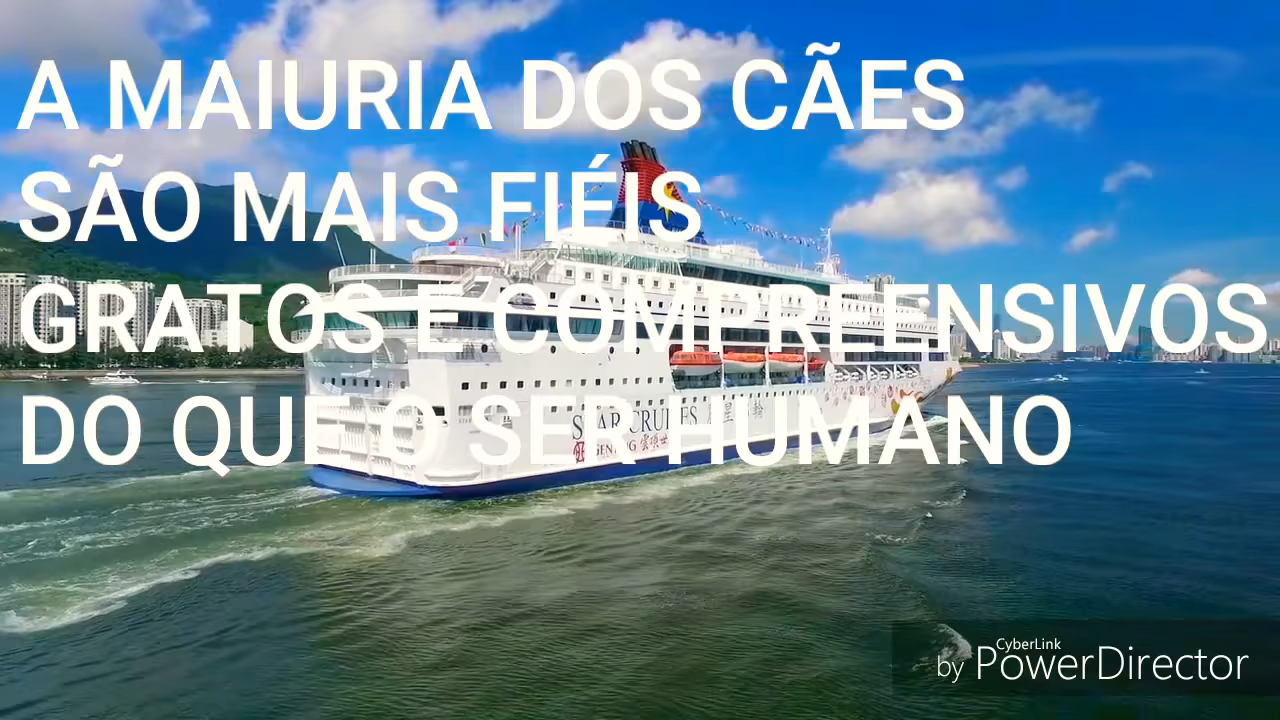 A MAIURIA DOS CÃES
SÃO MAIS FIÉIS
GRATOS E COMPREENSIVOS
DO QUE O SER HUMANO
STAR CRUISES
GENTING
CyberLink
by PowerDirector